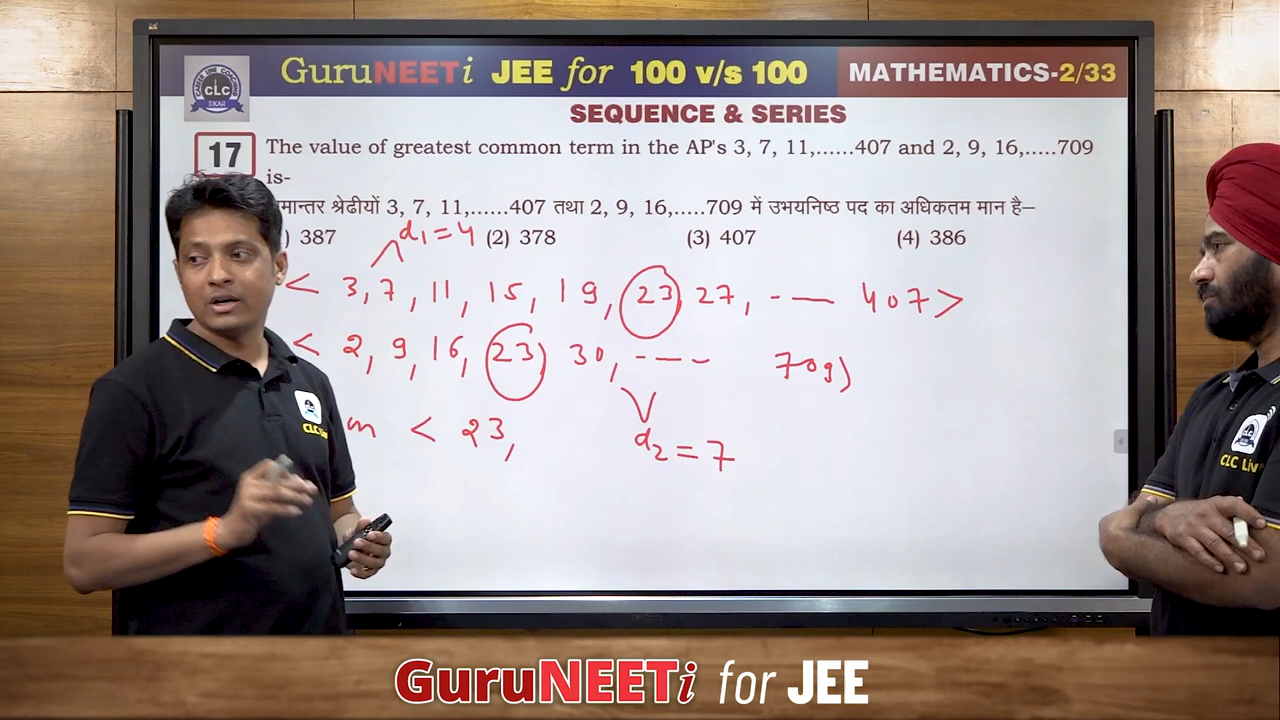 GuruNEETi JEE for 100 v/s 100 MATHEMATICS-2/33
CLC
SIKAR
SEQUENCE & SERIES
17 The value of greatest common term in the AP's 3, 7, 11,......407 and 2, 9, 16,.....709
is-
श्रेढीयों 3, 7, 11,......407 तथा 2, 9, 16,.....709 में उभयनिष्ठ पद का अधिकतम मान है–
387 (2) 378 (3) 407 (4) 386
d₁ = 4
< 3, 7, 11, 15, 19, 23, 27, - — 407 >
< 2, 9, 16, 23, 30, - — - 709)
< 23,
d₂ = 7
CLC Live
CLC Liv
GuruNEETi for JEE